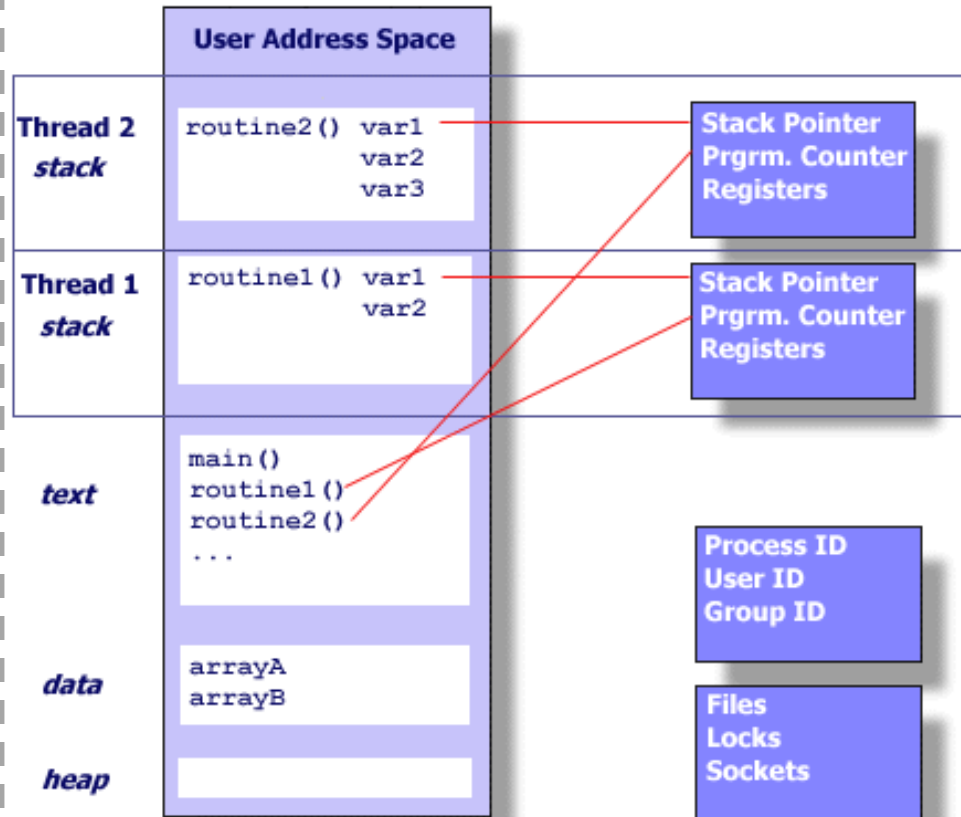 User Address Space
Thread 2
stack
routine2() var1
var2
var3
Stack Pointer
Prgrm. Counter
Registers
Thread 1
stack
routine1() var1
var2
Stack Pointer
Prgrm. Counter
Registers
text
main()
routine1()
routine2()
...
Process ID
User ID
Group ID
data
arrayA
arrayB
Files
Locks
Sockets
heap